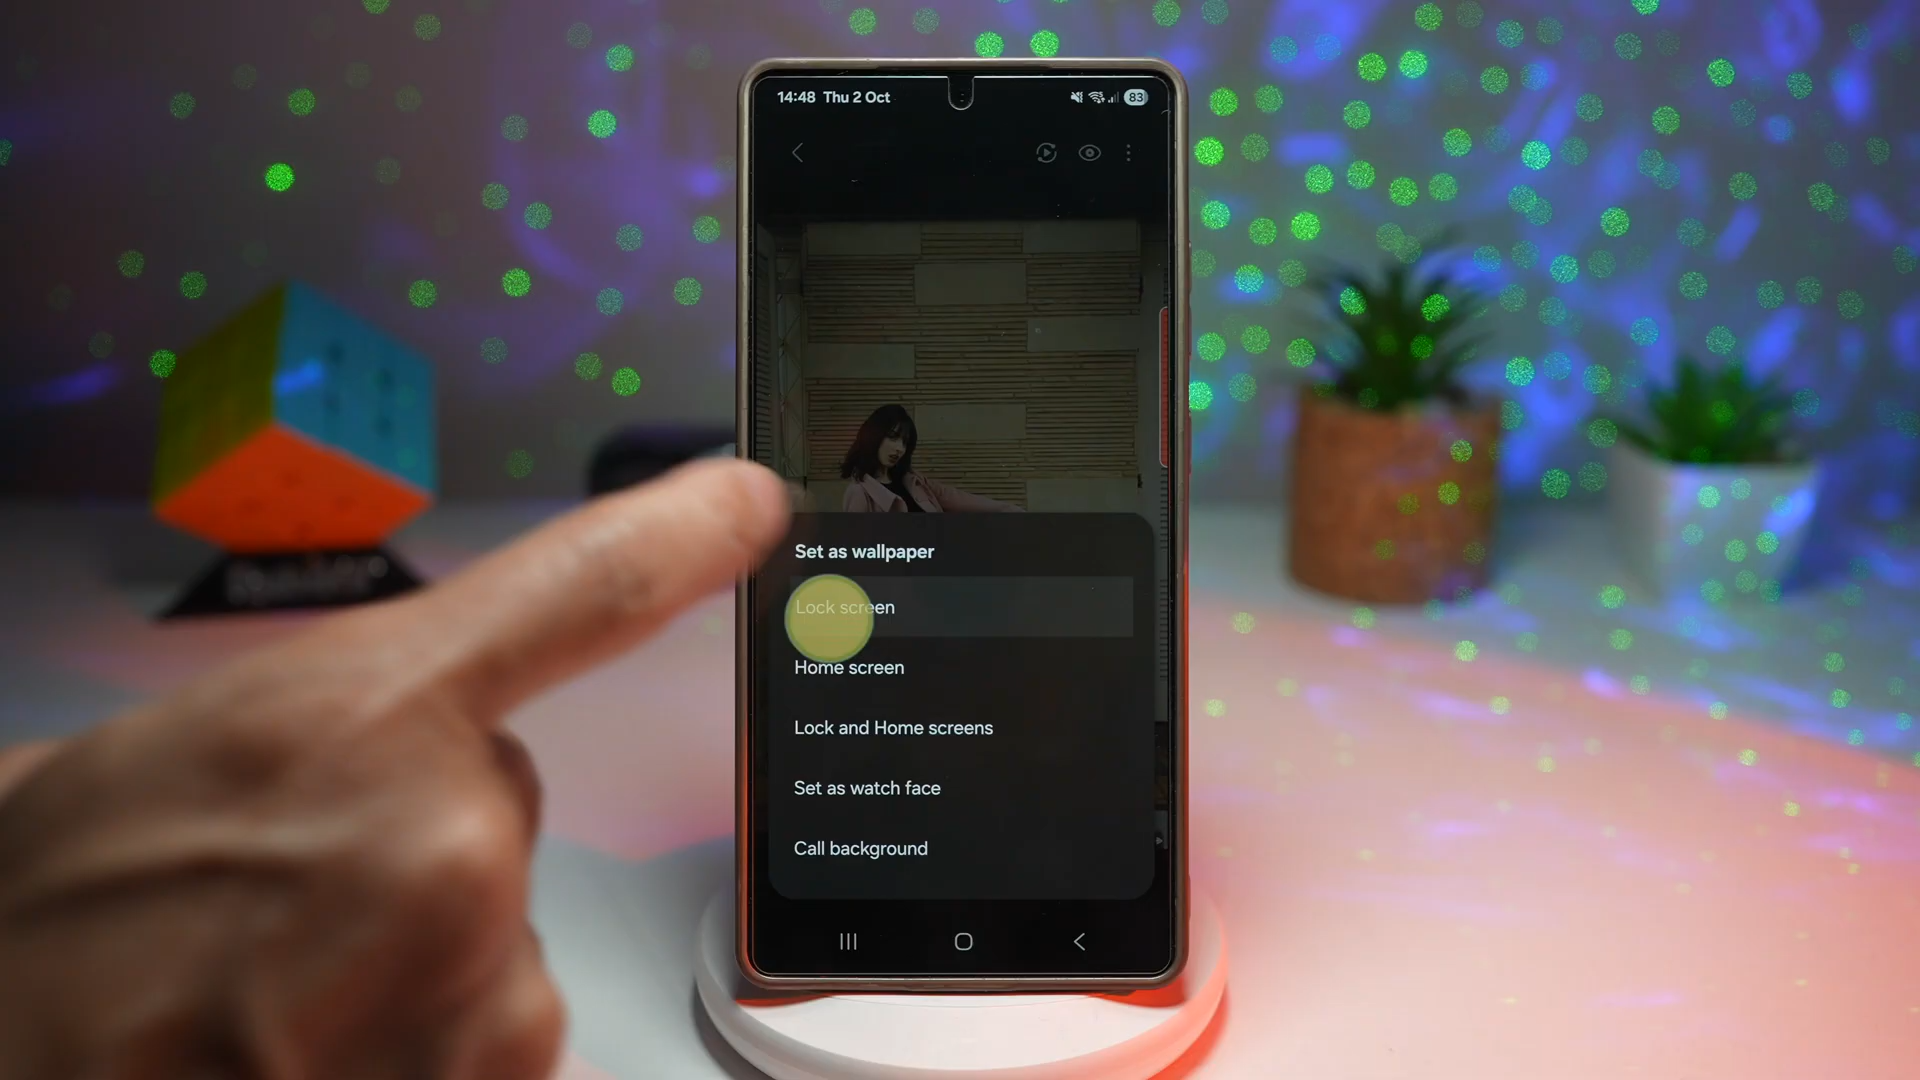 14:48 Thu 2 Oct
83
Set as wallpaper
Lock screen
Home screen
Lock and Home screens
Set as watch face
Call background